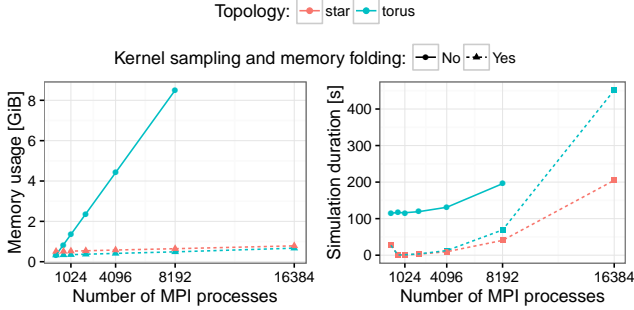 Topology: star torus
Kernel sampling and memory folding: No Yes
Memory usage [GiB]
8
6
4
2
0
1024 4096 8192 16384
Number of MPI processes
Simulation duration [s]
400
300
200
100
0
1024 4096 8192 16384
Number of MPI processes